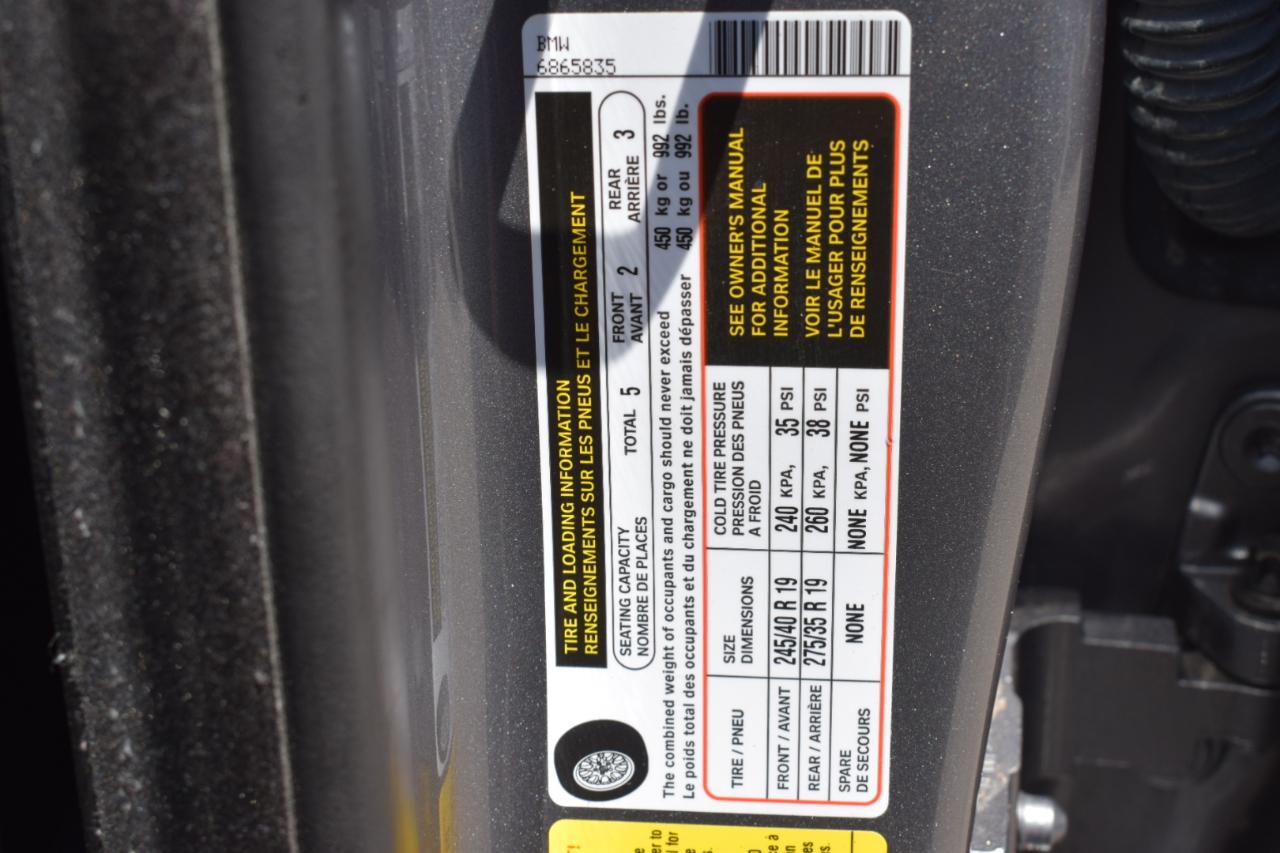 BMW
6865835
TIRE AND LOADING INFORMATION
RENSEIGNEMENTS SUR LES PNEUS ET LE CHARGEMENT
SEATING CAPACITY TOTAL 5 FRONT 2 REAR 3
NOMBRE DE PLACES AVANT ARRIÈRE
The combined weight of occupants and cargo should never exceed 450 kg or 992 lbs.
Le poids total des occupants et du chargement ne doit jamais dépasser 450 kg ou 992 lb.
TIRE / PNEU
SIZE
DIMENSIONS
COLD TIRE PRESSURE
PRESSION DES PNEUS
A FROID
FRONT / AVANT 245/40 R 19 240 KPA, 35 PSI
REAR / ARRIÈRE 275/35 R 19 260 KPA, 38 PSI
SPARE
DE SECOURS
NONE NONE KPA, NONE PSI
SEE OWNER'S MANUAL
FOR ADDITIONAL
INFORMATION
VOIR LE MANUEL DE
L'USAGER POUR PLUS
DE RENSEIGNEMENTS